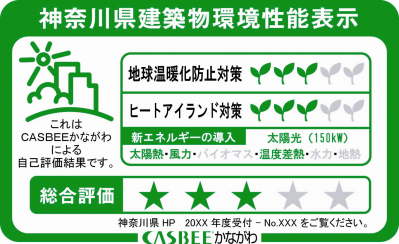 神奈川県建築物環境性能表示
これは
CASBEEかながわ
による
自己評価結果です。
地球温暖化防止対策
ヒートアイランド対策
新エネルギーの導入 太陽光（150kW）
太陽熱・風力・バイオマス・温度差熱・水力・地熱
総合評価
神奈川県 HP 20XX 年度受付 - No.XXX をご覧ください。
CASBEE®かながわ